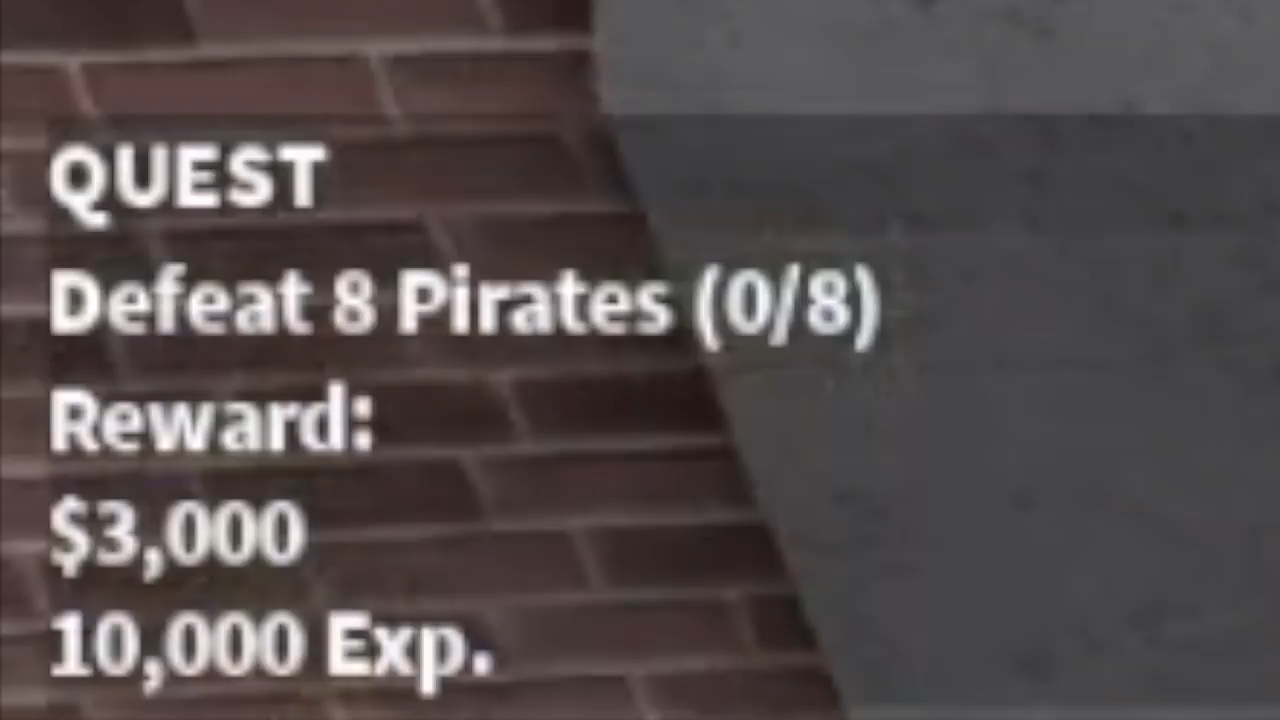 QUEST
Defeat 8 Pirates (0/8)
Reward:
$3,000
10,000 Exp.